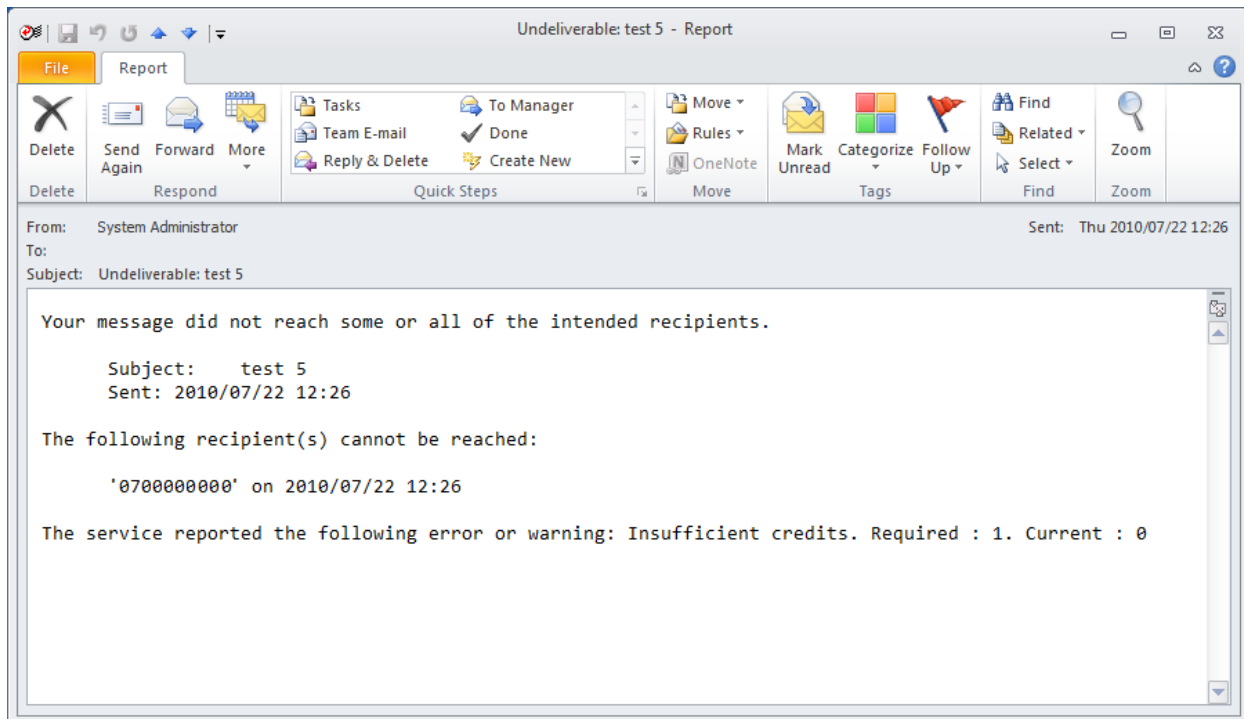 Undeliverable: test 5 - Report
File Report
Delete
Send Again
Forward
More
Tasks
Team E-mail
Reply & Delete
To Manager
Done
Create New
Move
Rules
OneNote
Mark Unread
Categorize
Follow Up
Find
Related
Select
Zoom
Delete Respond Quick Steps Move Tags Find Zoom
From: System Administrator Sent: Thu 2010/07/22 12:26
To:
Subject: Undeliverable: test 5
Your message did not reach some or all of the intended recipients.
Subject: test 5
Sent: 2010/07/22 12:26
The following recipient(s) cannot be reached:
'0700000000' on 2010/07/22 12:26
The service reported the following error or warning: Insufficient credits. Required : 1. Current : 0